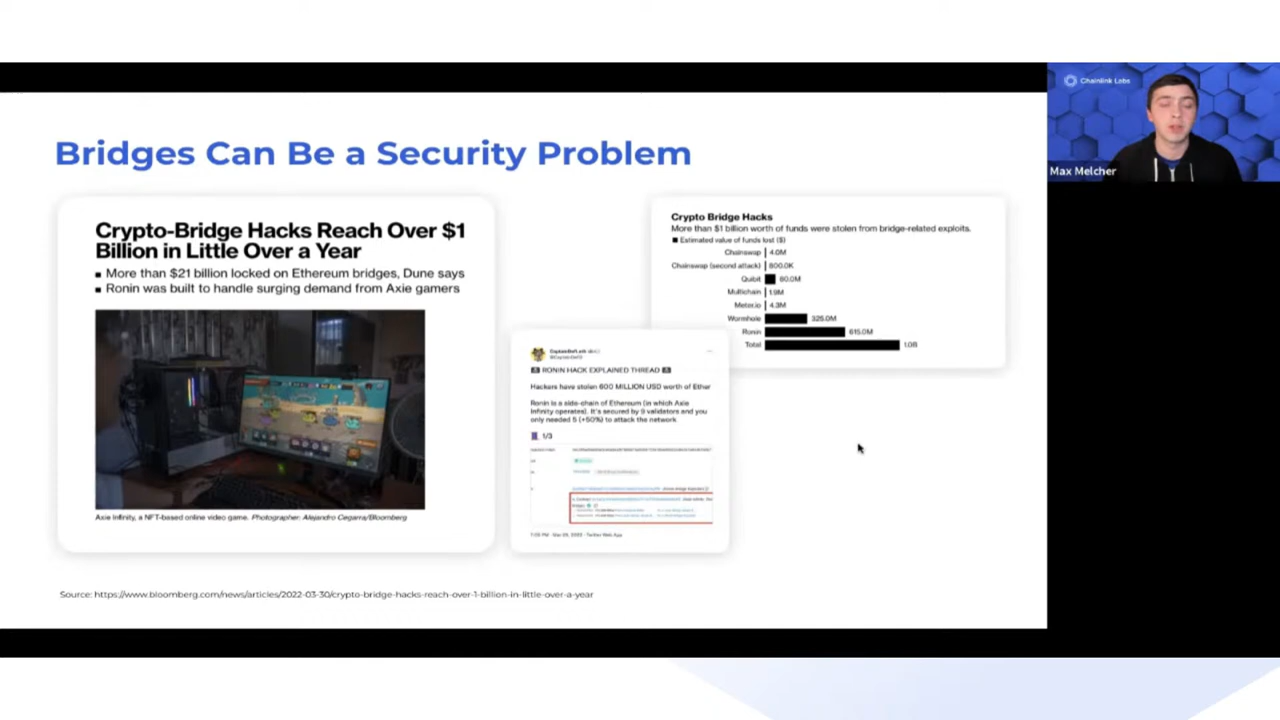 Bridges Can Be a Security Problem
Crypto-Bridge Hacks Reach Over $1
Billion in Little Over a Year
More than $21 billion locked on Ethereum bridges, Dune says
Ronin was built to handle surging demand from Axie gamers
Axie Infinity, a NFT-based online video game. Photographer: Alejandro Cegarra/Bloomberg
RONIN HACK EXPLAINED THREAD
Hackers have stolen 600 MILLION USD worth of Ether
Ronin is a side-chain of Ethereum (in which Axie
Infinity operates). It's secured by 9 validators and you
only needed 5 (+50%) to attack the network
1/3
Twitter Web App
Crypto Bridge Hacks
More than $1 billion worth of funds were stolen from bridge-related exploits.
Estimated value of funds lost ($)
Chainswap 4.0M
Chainswap (second attack) 800.0K
Qubit 80.0M
Multichain 1.9M
Meter.io 4.3M
Wormhole 325.0M
Ronin 615.0M
Total 1.0B
Source: https://www.bloomberg.com/news/articles/2022-03-30/crypto-bridge-hacks-reach-over-1-billion-in-little-over-a-year
Chainlink Labs
Max Melcher